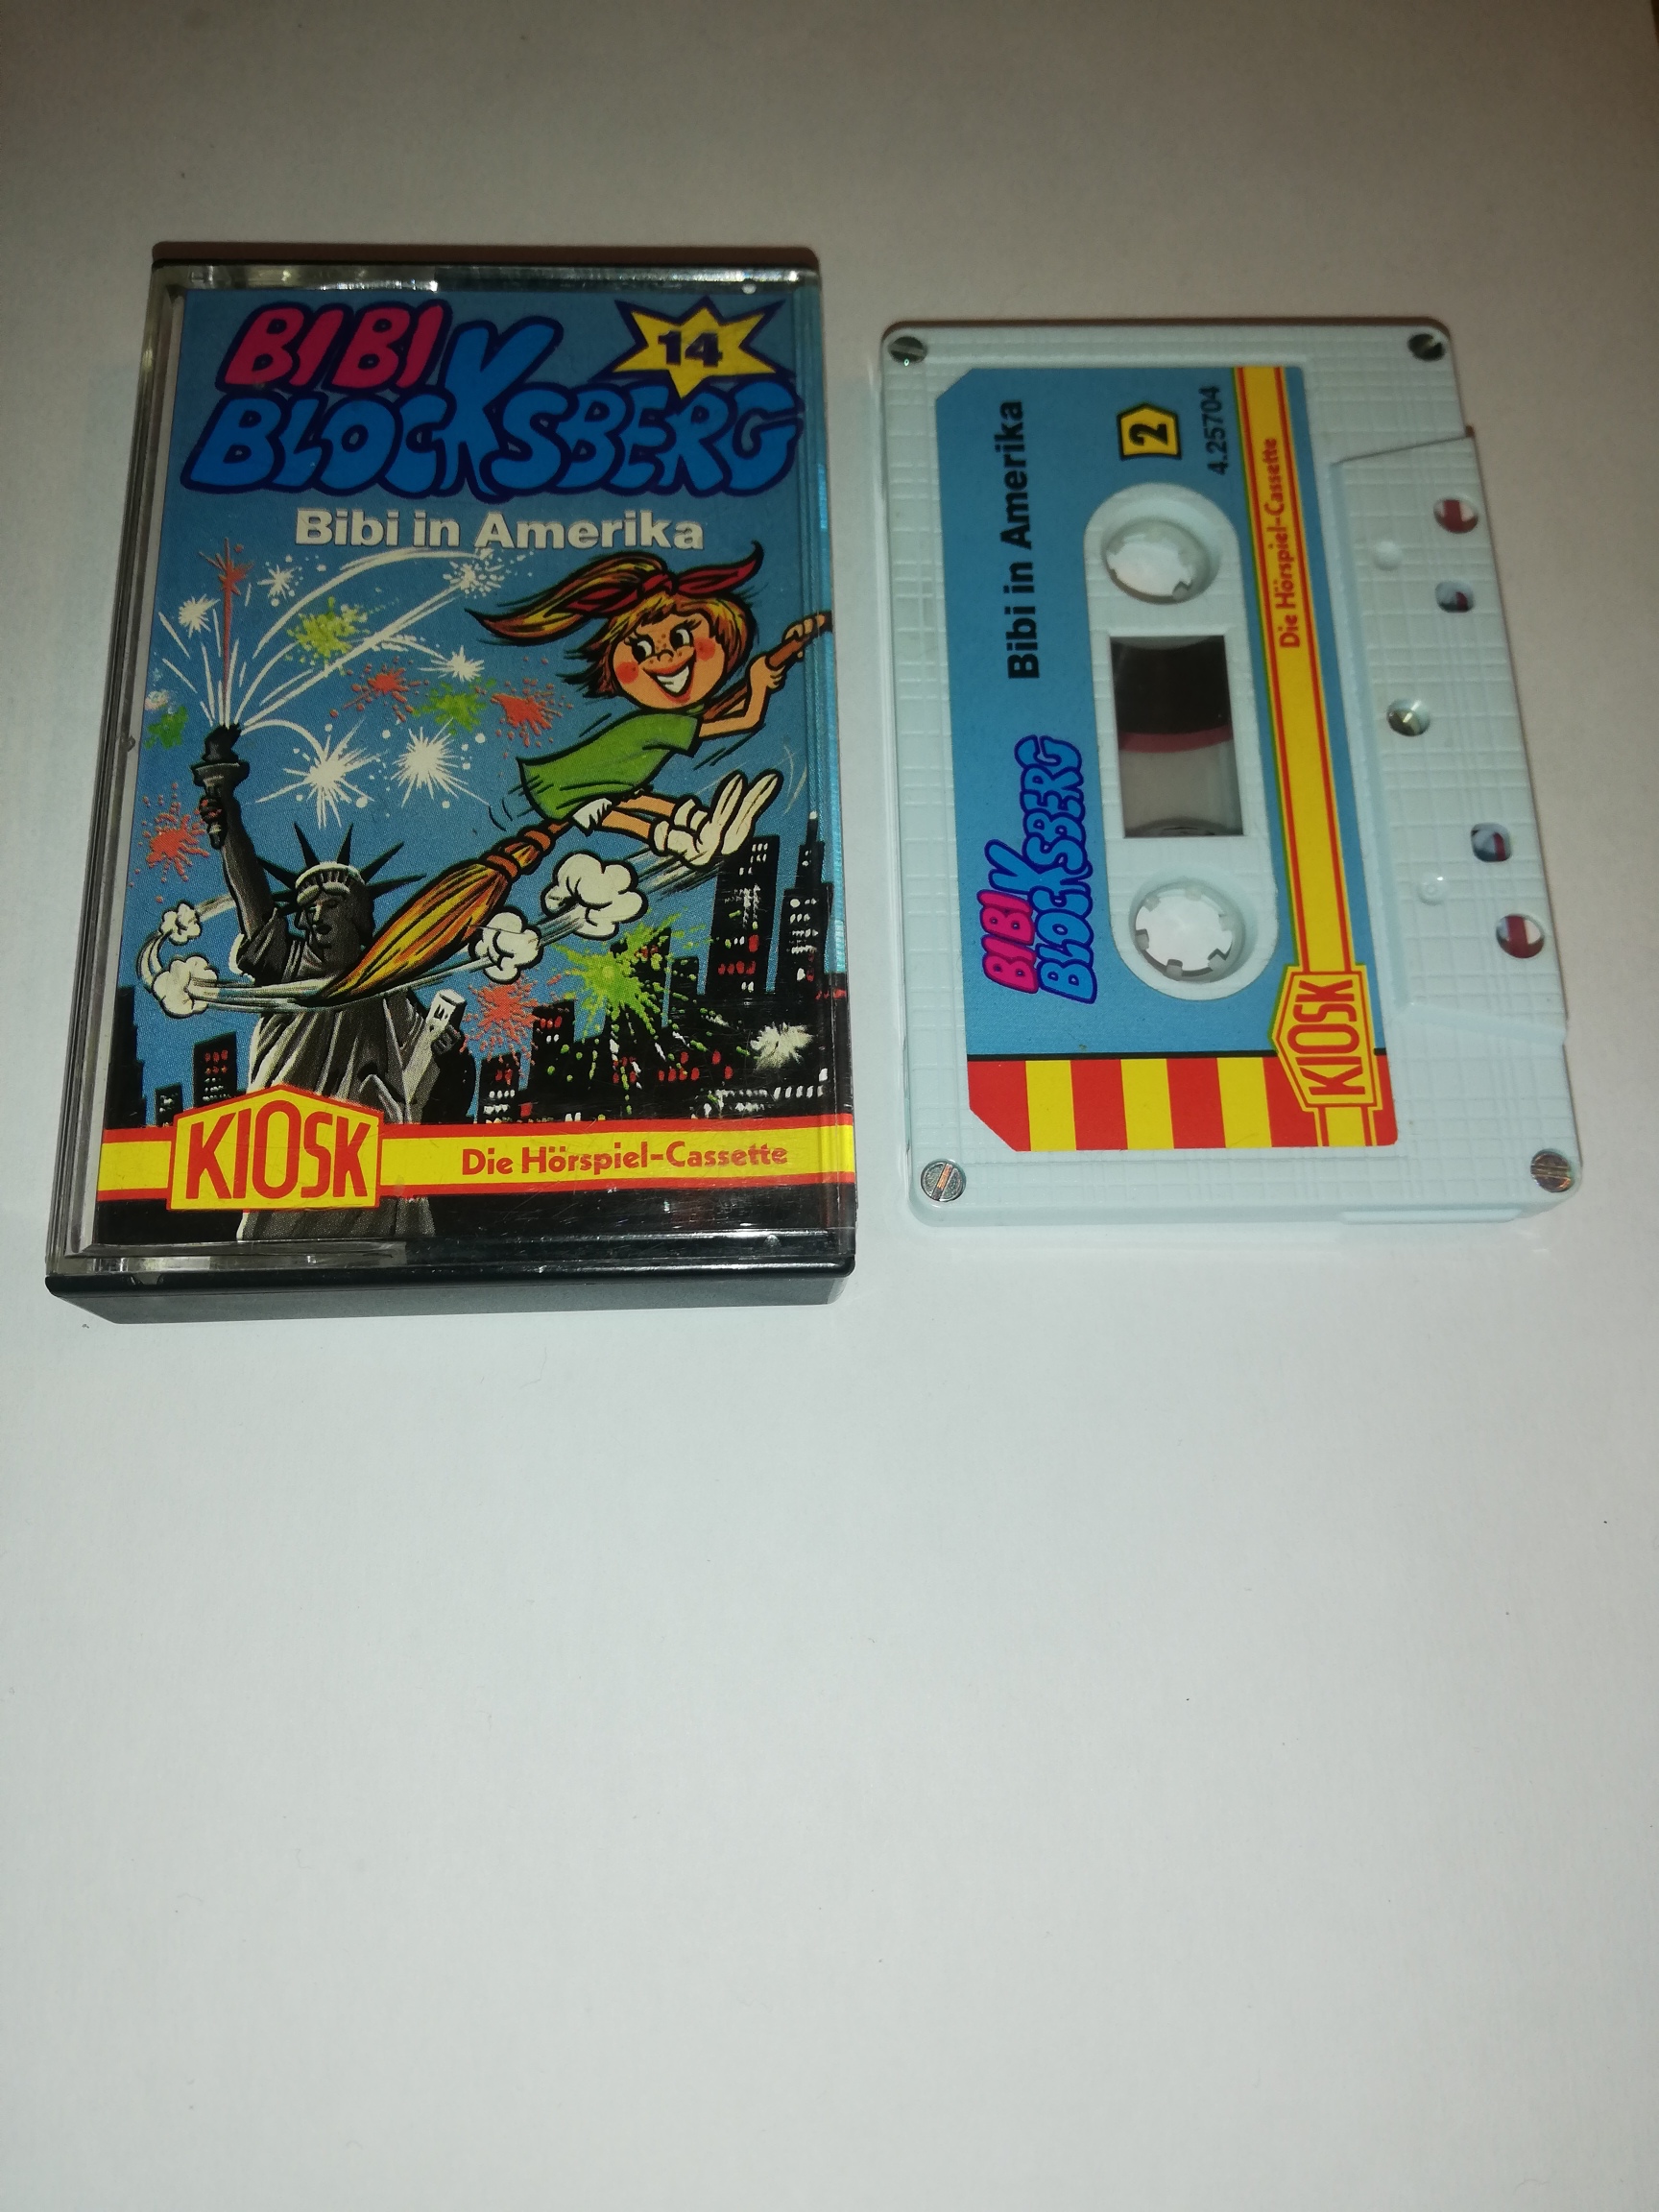 BIBI
14
BLOCKSBERG
Bibi in Amerika
KIOSK
Die Hörspiel-Cassette
BIBI
BLOCKSBERG
Bibi in Amerika
2
4.25704
KIOSK
Die Hörspiel-Cassette